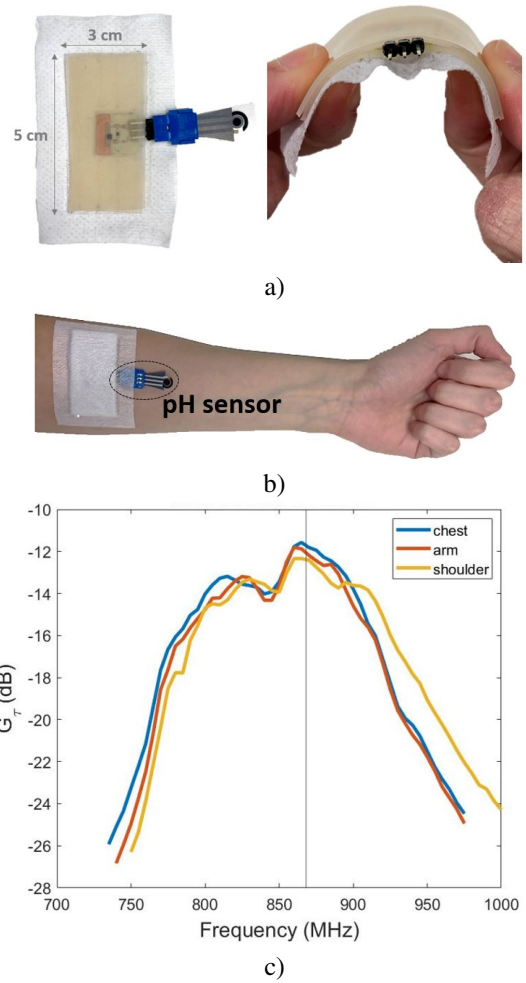 3 cm
5 cm
a)
pH sensor
b)
-10
-12
-14
-16
-18
-20
-22
-24
-26
-28
G_τ (dB)
chest
arm
shoulder
700 750 800 850 900 950 1000
Frequency (MHz)
c)